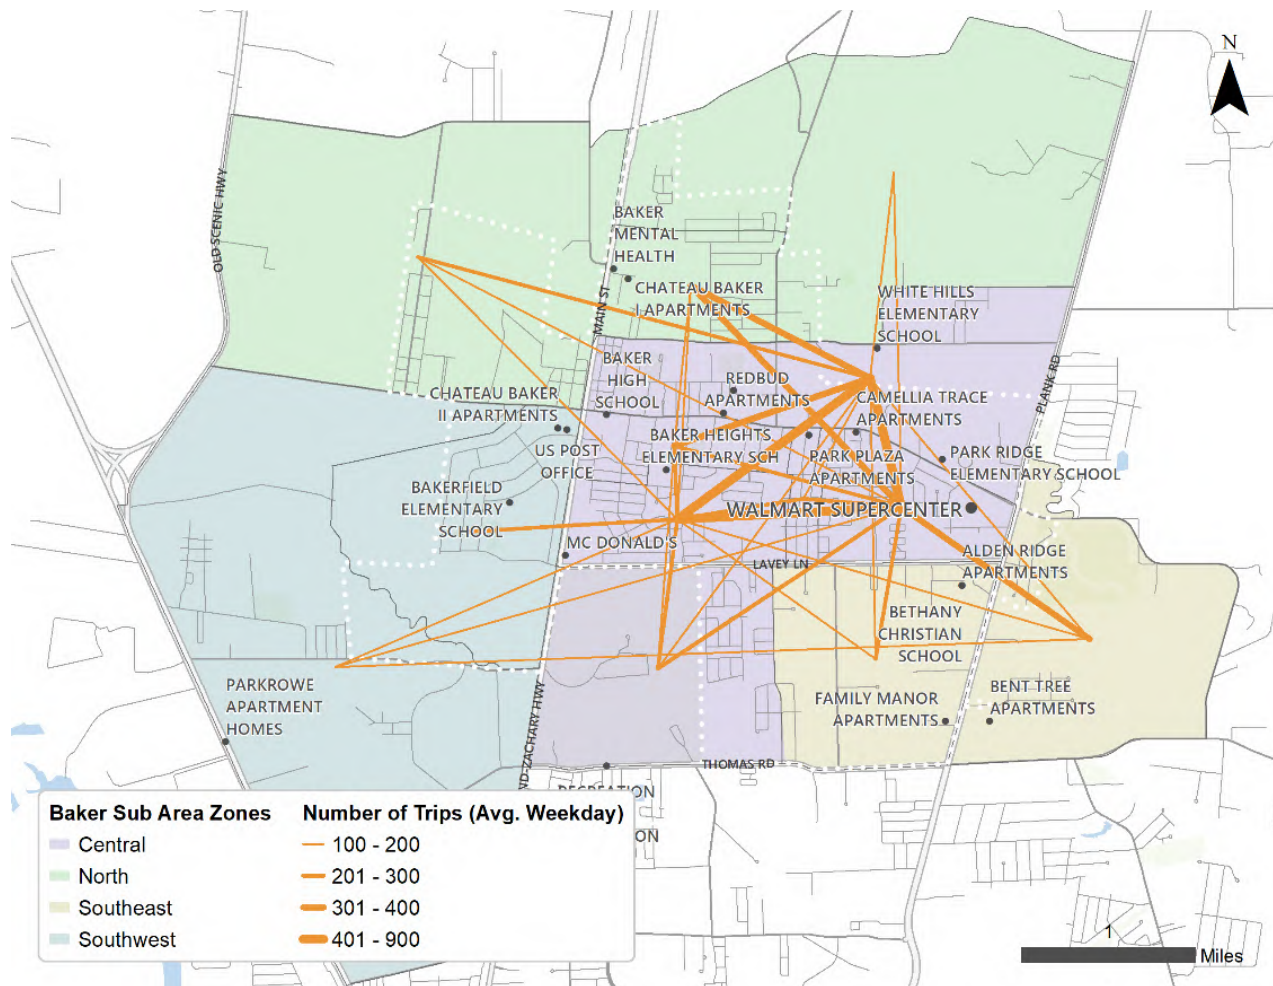 N
OLD SCENIC HWY
BAKER
MENTAL
HEALTH
CHATEAU BAKER
I APARTMENTS
WHITE HILLS
ELEMENTARY
SCHOOL
MAIN ST
PLANK RD
BAKER
HIGH
SCHOOL
REDBUD
APARTMENTS
CHATEAU BAKER
II APARTMENTS
CAMELLIA TRACE
APARTMENTS
US POST
OFFICE
BAKER HEIGHTS
ELEMENTARY SCH
PARK PLAZA
APARTMENTS
PARK RIDGE
ELEMENTARY SCHOOL
BAKERFIELD
ELEMENTARY
SCHOOL
WALMART SUPERCENTER
MC DONALD'S
LAVEY LN
ALDEN RIDGE
APARTMENTS
BETHANY
CHRISTIAN
SCHOOL
PARKROWE
APARTMENT
HOMES
FAMILY MANOR
APARTMENTS
BENT TREE
APARTMENTS
ND-ZACHARY HWY
THOMAS RD
RECREATION
ON
Baker Sub Area Zones
Central
North
Southeast
Southwest
Number of Trips (Avg. Weekday)
100 - 200
201 - 300
301 - 400
401 - 900
1
Miles